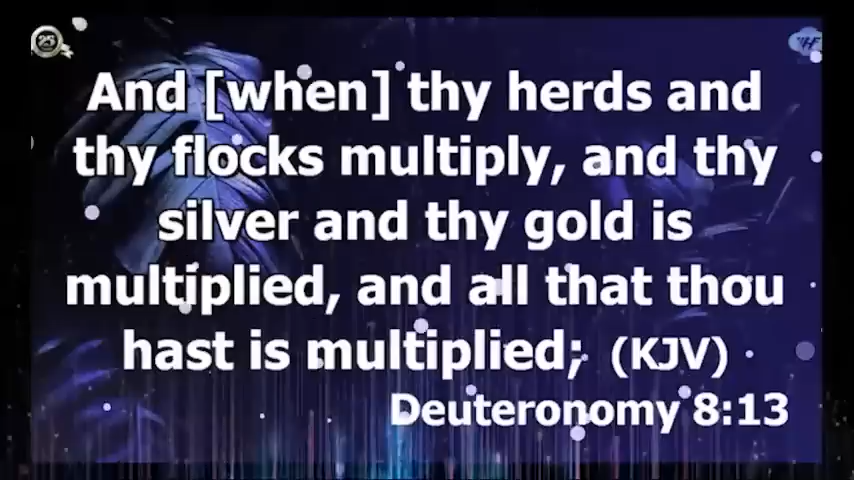 25
And [when] thy herds and
thy flocks multiply, and thy
silver and thy gold is
multiplied, and all that thou
hast is multiplied; (KJV)
Deuteronomy 8:13